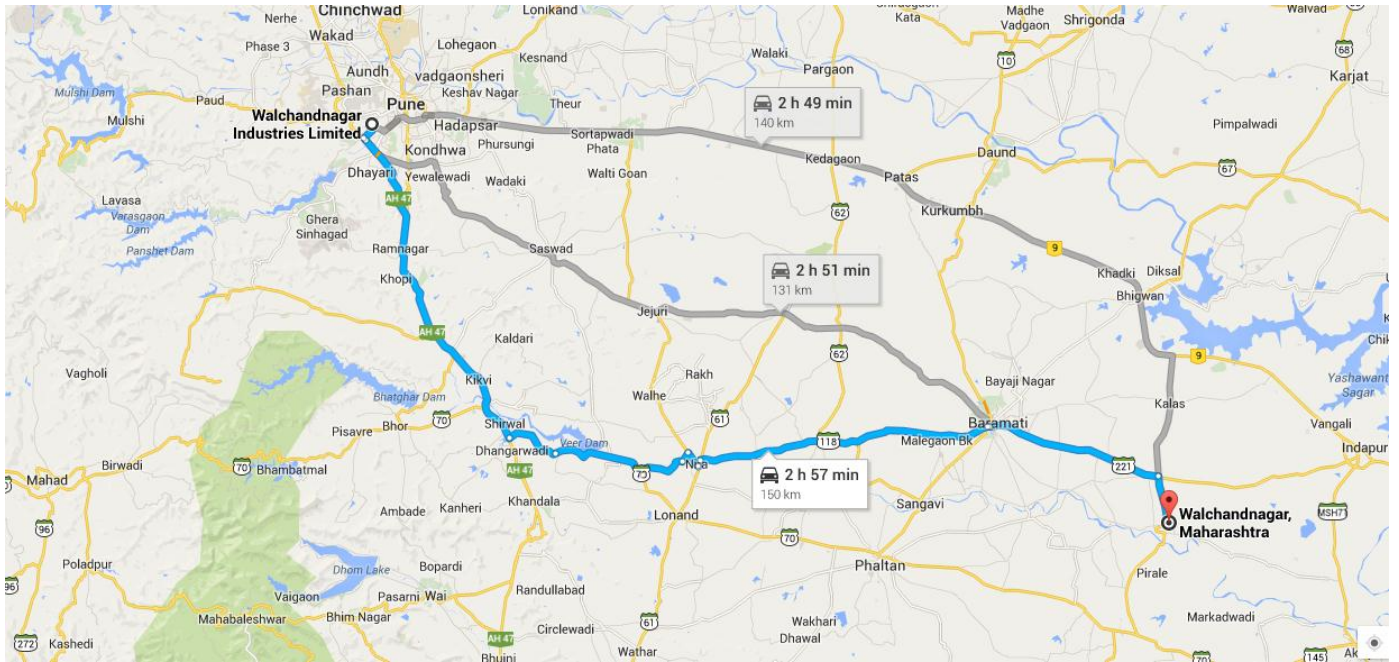 Chinchwad
Wakad
Lonikand
Phase 3
Lohegaon
Kesnand
Walaki
Pargaon
Kata
Madhe
Vadgaon
Shrigonda
Walvad
10
68
Karjat
Mulshi Dam
Paud
Mulshi
Aundh
Pashan
vadgaonsheri
Keshav Nagar
Theur
Pune
Walchandnagar
Industries Limited
Hadapsar
Phursungi
Sortapwadi
Phata
2 h 49 min
140 km
Kedagaon
Daund
Pimpalwadi
Kondhwa
Dhayari
Yewalewadi
Wadaki
Walti Goan
Patas
67
Lavasa
Varasgaon
Dam
Panshet Dam
Ghera
Sinhagad
AH 47
62
Kurkumbh
Ramnagar
Saswad
9
Khopi
2 h 51 min
131 km
Khadki
Diksal
Bhigwan
Jejuri
AH 47
Kaldari
62
9
Vagholi
Bhatghar Dam
Kikvi
Rakh
Walhe
Bayaji Nagar
Yashawant
Sagar
Kalas
Pisavre
Bhor
70
Shirwal
61
Baramati
Vangali
Veer Dam
118
Malegaon Bk
Dhangarwadi
Indapur
Birwadi
Mahad
70
Bhambatmal
AH 47
Nira
2 h 57 min
150 km
221
Khandala
Sangavi
Ambade
Kanheri
Lonand
Walchandnagar,
Maharashtra
MSH71
96
70
Phaltan
Poladpur
Dhom Lake
Bopardi
Pirale
96
Vaigaon
Pasarni
Wai
Randullabad
Mahabaleshwar
Bhim Nagar
Markadwadi
272
Kashedi
AH 47
Circlewadi
61
Wakhari
Dhawal
Bhuinj
Wathar
70
145